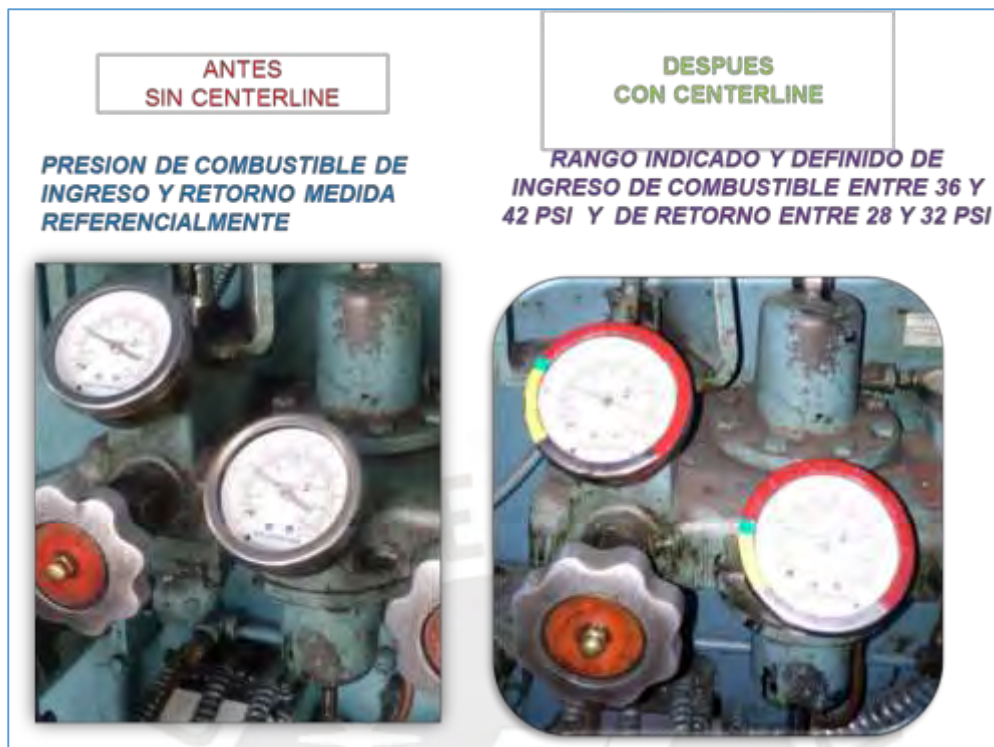 ANTES
SIN CENTERLINE
PRESION DE COMBUSTIBLE DE
INGRESO Y RETORNO MEDIDA
REFERENCIALMENTE
DESPUES
CON CENTERLINE
RANGO INDICADO Y DEFINIDO DE
INGRESO DE COMBUSTIBLE ENTRE 36 Y
42 PSI Y DE RETORNO ENTRE 28 Y 32 PSI